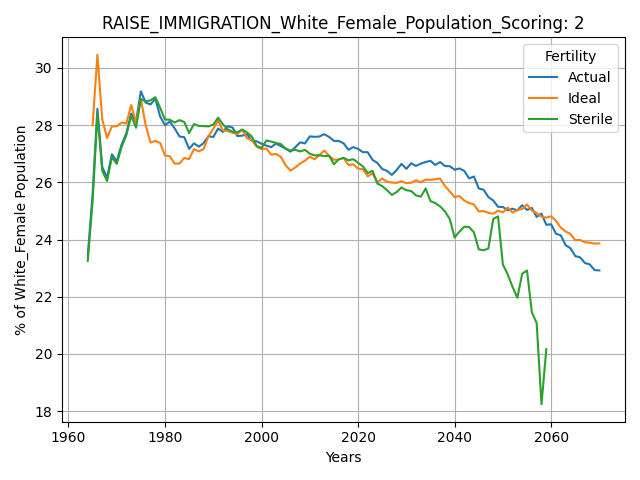 RAISE_IMMIGRATION_White_Female_Population_Scoring: 2
% of White_Female Population
30
28
26
24
22
20
18
Fertility
Actual
Ideal
Sterile
1960
1980
2000
2020
2040
2060
Years